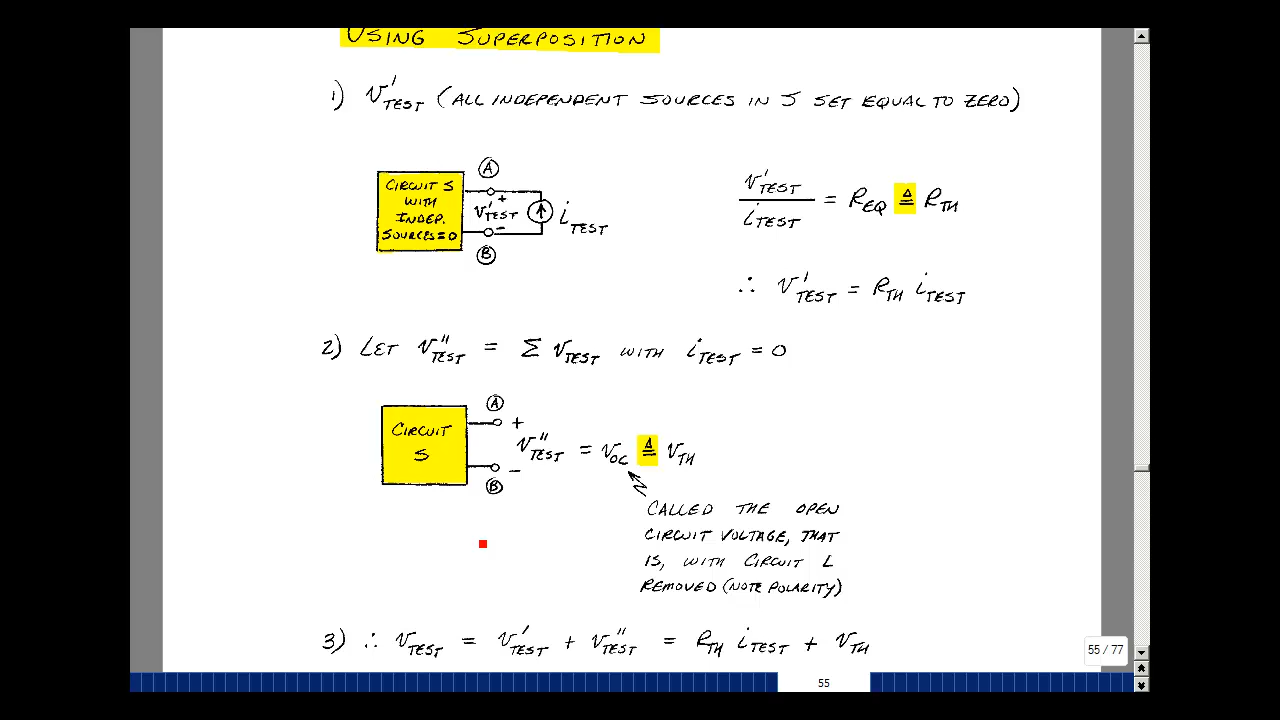 USING SUPERPOSITION
1) V'TEST (ALL INDEPENDENT SOURCES IN S SET EQUAL TO ZERO)
CIRCUIT S
WITH
INDEP.
SOURCES=0
A
+
V'TEST
-
B
iTEST
V'TEST / iTEST = REQ ≜ RTH
∴ V'TEST = RTH iTEST
2) LET V''TEST = Σ VTEST WITH iTEST = 0
CIRCUIT
S
A
+
V''TEST = VOC ≜ VTH
-
B
CALLED THE OPEN
CIRCUIT VOLTAGE, THAT
IS, WITH CIRCUIT L
REMOVED (NOTE POLARITY)
3) ∴ VTEST = V'TEST + V''TEST = RTH iTEST + VTH
55 / 77
55